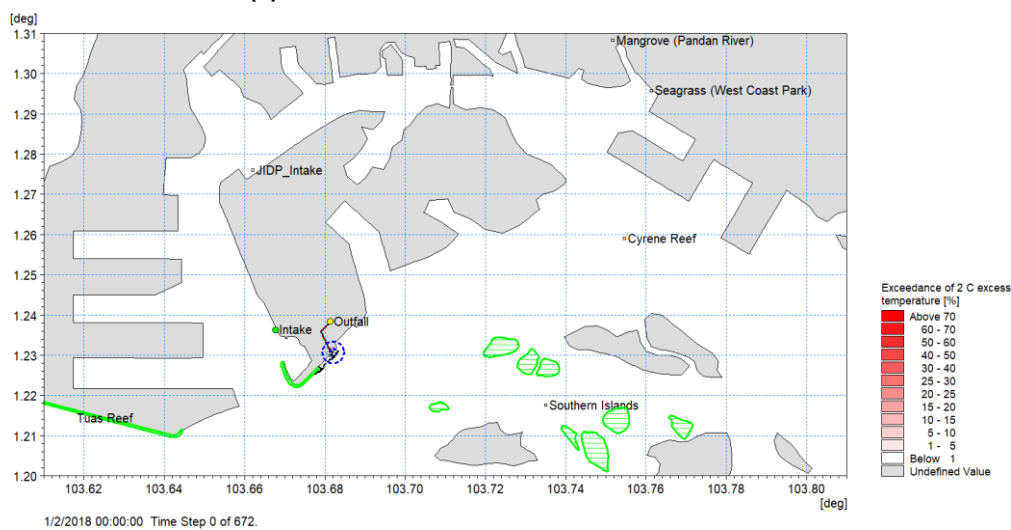 (s)
[deg]
1.31
Mangrove (Pandan River)
1.30
Seagrass (West Coast Park)
1.29
1.28
JIDP_Intake
1.27
1.26
Cyrene Reef
1.25
Exceedance of 2 C excess
temperature [%]
1.24
Above 70
Intake
Outfall
60 - 70
50 - 60
1.23
40 - 50
30 - 40
25 - 30
1.22
20 - 25
Tuas Reef
Southern Islands
15 - 20
10 - 15
1.21
5 - 10
1 - 5
Below 1
1.20
Undefined Value
103.62 103.64 103.66 103.68 103.70 103.72 103.74 103.76 103.78 103.80
[deg]
1/2/2018 00:00:00 Time Step 0 of 672.